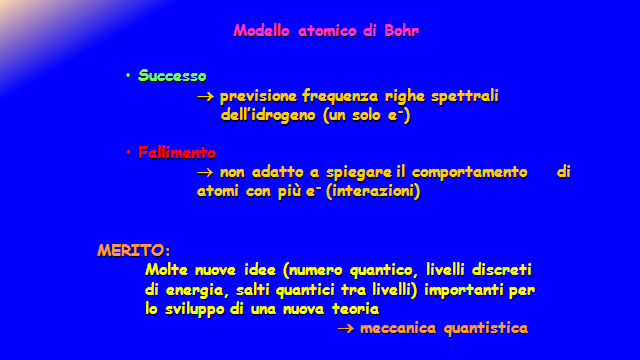 Modello atomico di Bohr
• Successo
→ previsione frequenza righe spettrali
dell'idrogeno (un solo e⁻)
• Fallimento
→ non adatto a spiegare il comportamento di
atomi con più e⁻ (interazioni)
MERITO:
Molte nuove idee (numero quantico, livelli discreti
di energia, salti quantici tra livelli) importanti per
lo sviluppo di una nuova teoria
→ meccanica quantistica